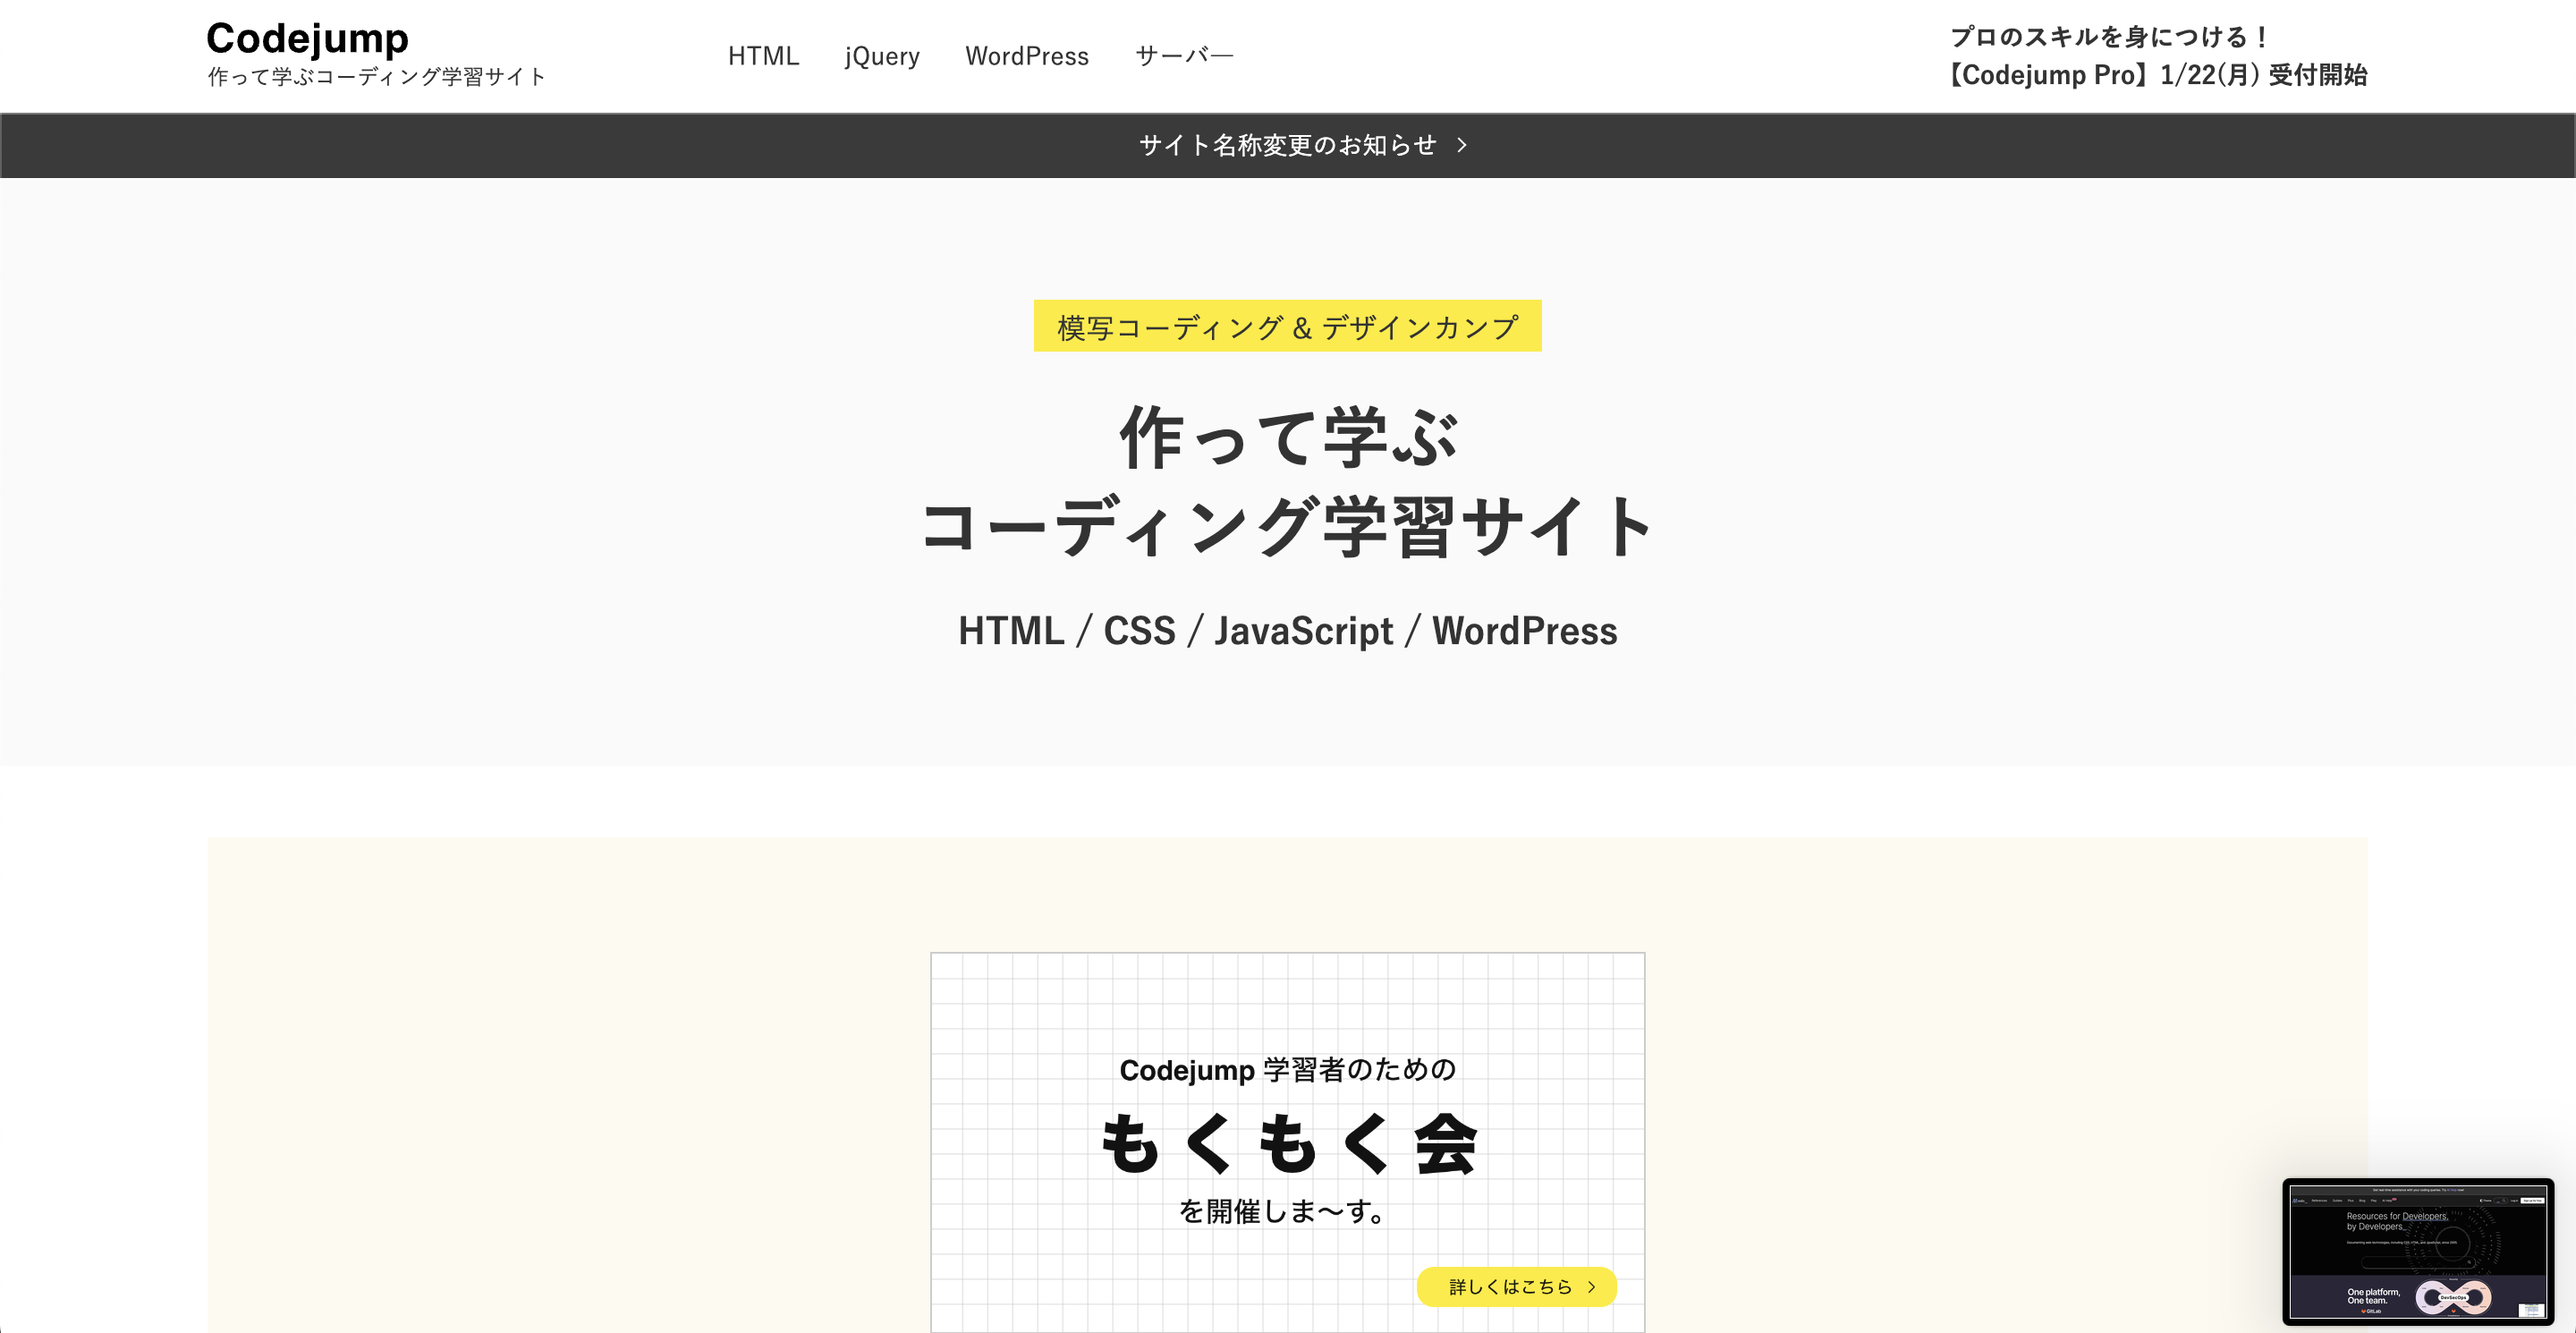 Codejump
作って学ぶコーディング学習サイト
HTML
jQuery
WordPress
サーバー
プロのスキルを身につける！
【Codejump Pro】1/22(月) 受付開始
サイト名称変更のお知らせ
模写コーディング & デザインカンプ
作って学ぶ
コーディング学習サイト
HTML / CSS / JavaScript / WordPress
Codejump 学習者のための
もくもく会
を開催しま〜す。
詳しくはこちら
Resources for Developers,
by Developers
One platform,
One team.
DevSecOps
GitLab